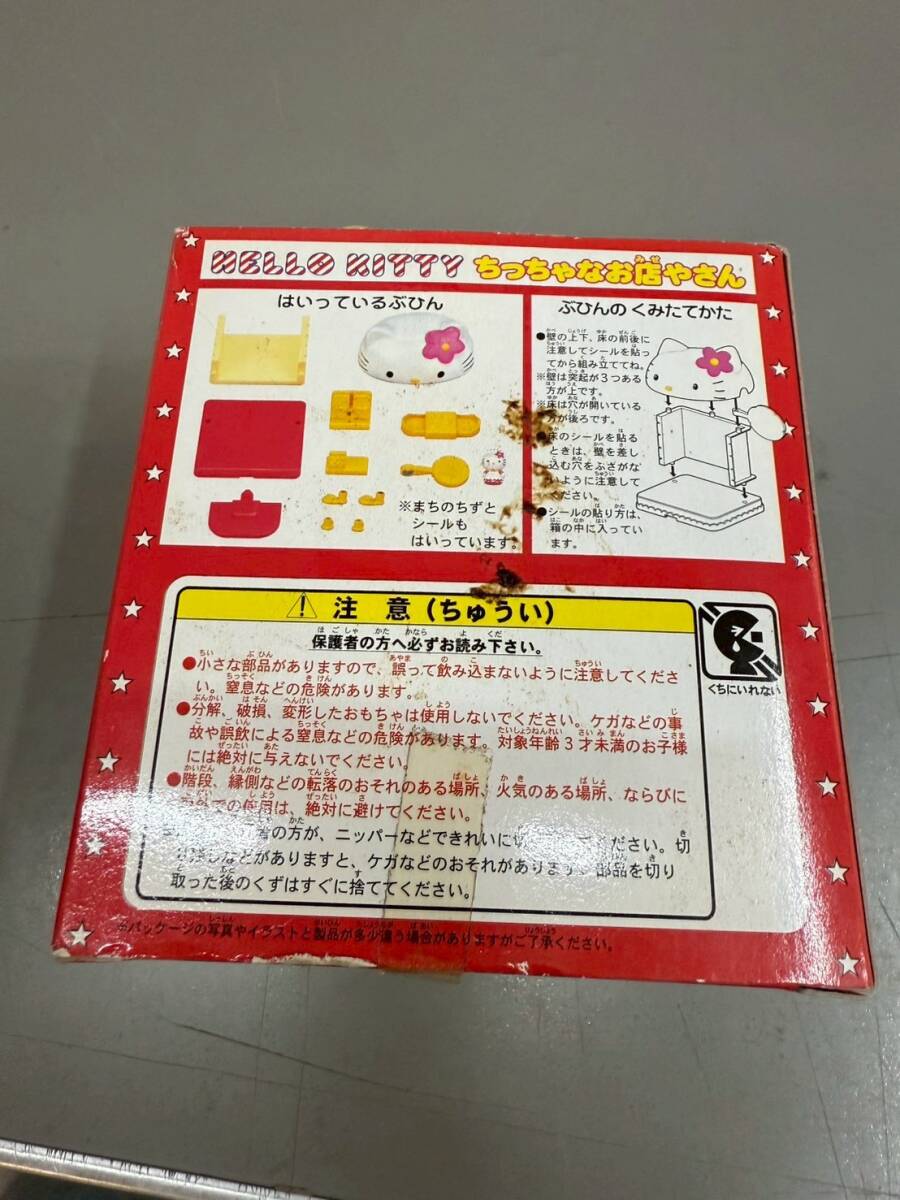 HELLO KITTY ちっちゃなお店やさん
はいっているぶひん
※まちのちずと
シールも
はいっています。
ぶひんの くみたてかた
●壁の上下、床の前後に
注意してシールを貼っ
てから組み立ててね。
※壁は突起が3つある
方が上です。
※床は穴が開いている
方が後ろです。
●床のシールを貼る
ときは、壁を差し
込む穴をふさがな
いように注意して
ください。
●シールの貼り方は、
箱の中に入ってい
ます。
注意(ちゅうい)
保護者の方へ必ずお読み下さい。
●小さな部品がありますので、誤って飲み込まないように注意してくださ
い。窒息などの危険があります。
●分解、破損、変形したおもちゃは使用しないでください。ケガなどの事
故や誤飲による窒息などの危険があります。対象年齢3才未満のお子様
には絶対に与えないでください。
●階段、縁側などの転落のおそれのある場所、火気のある場所、ならびに
での使用は、絶対に避けてください。
の方が、ニッパーなどできれいに切ください。切
などがありますと、ケガなどのおそれがあります。部品を切り
取った後のくずはすぐに捨ててください。
くちにいれない
※パッケージの写真やイラストと製品が多少違う場合がありますがご了承ください。